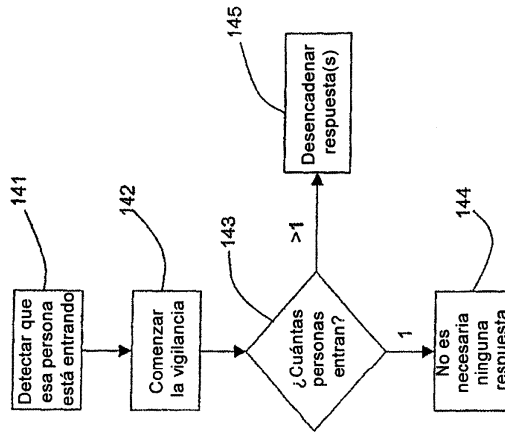 141
Detectar que
esa persona
está entrando
142
Comenzar
la vigilancia
143
¿Cuántas
personas
entran?
>1
145
Desencadenar
respuesta(s)
1
144
No es
necesaria
ninguna
respuesta